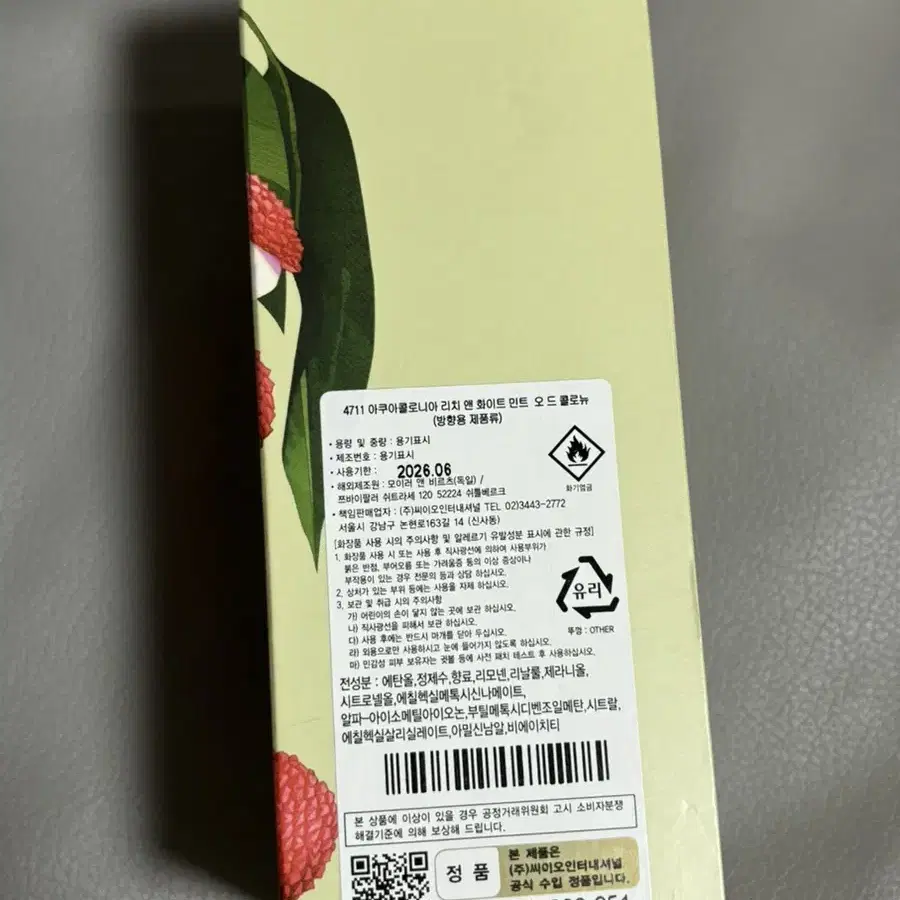 4711 아쿠아콜로니아 리치 앤 화이트 민트 오 드 콜로뉴
(방향용 제품류)
• 용량 및 중량 : 용기표시
• 제조번호 : 용기표시
• 사용기한 : 2026.06
• 해외제조원 : 모이러 앤 비르츠(독일) /
쯔바이팔러 쉬트라세 120 52224 쉬톨베르크
화기엄금
• 책임판매업자 : (주)씨이오인터내셔널 TEL 02)3443-2772
서울시 강남구 논현로163길 14 (신사동)
[화장품 사용 시의 주의사항 및 알레르기 유발성분 표시에 관한 규정]
1. 화장품 사용 시 또는 사용 후 직사광선에 의하여 사용부위가
붉은 반점, 부어오름 또는 가려움증 등의 이상 증상이나
부작용이 있는 경우 전문의 등과 상담 하십시오.
2. 상처가 있는 부위 등에는 사용을 자제 하십시오.
3. 보관 및 취급 시의 주의사항
가) 어린이의 손이 닿지 않는 곳에 보관 하십시오.
나) 직사광선을 피해서 보관 하십시오.
다) 사용 후에는 반드시 마개를 닫아 두십시오.
라) 외용으로만 사용하시고 눈에 들어가지 않도록 하십시오.
마) 민감성 피부 보유자는 귓볼 등에 사전 패치 테스트 후 사용하십시오.
유리
뚜껑 : OTHER
전성분 : 에탄올,정제수,향료,리모넨,리날룰,제라니올,
시트로넬올,에칠헥실메톡시신나메이트,
알파-아이소메틸아이오논,부틸메톡시디벤조일메탄,시트랄,
에칠헥실살리실레이트,아밀신남알,비에이치티
본 상품에 이상이 있을 경우 공정거래위원회 고시 소비자분쟁
해결기준에 의해 보상해 드립니다.
정 품
본 제품은
(주)씨이오인터내셔널
공식 수입 정품입니다.